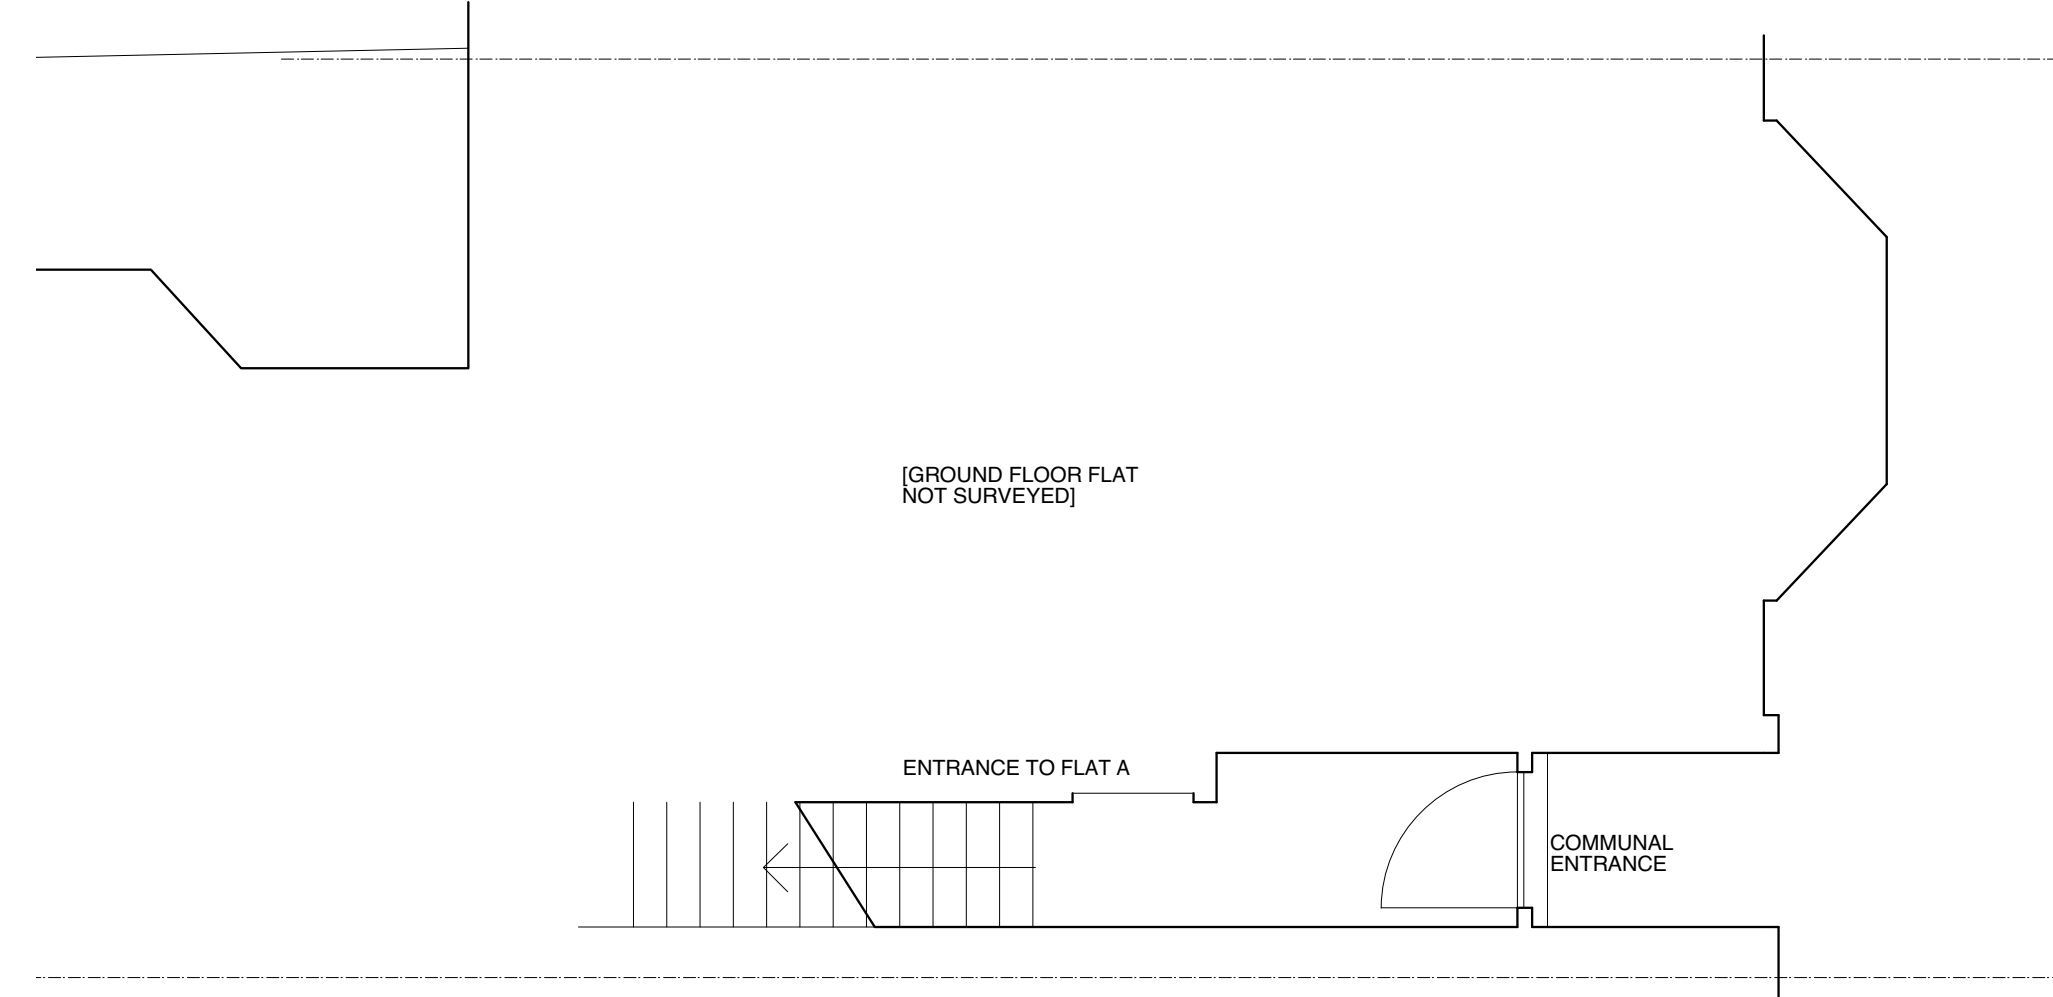 [GROUND FLOOR FLAT
NOT SURVEYED]
ENTRANCE TO FLAT A
COMMUNAL
ENTRANCE